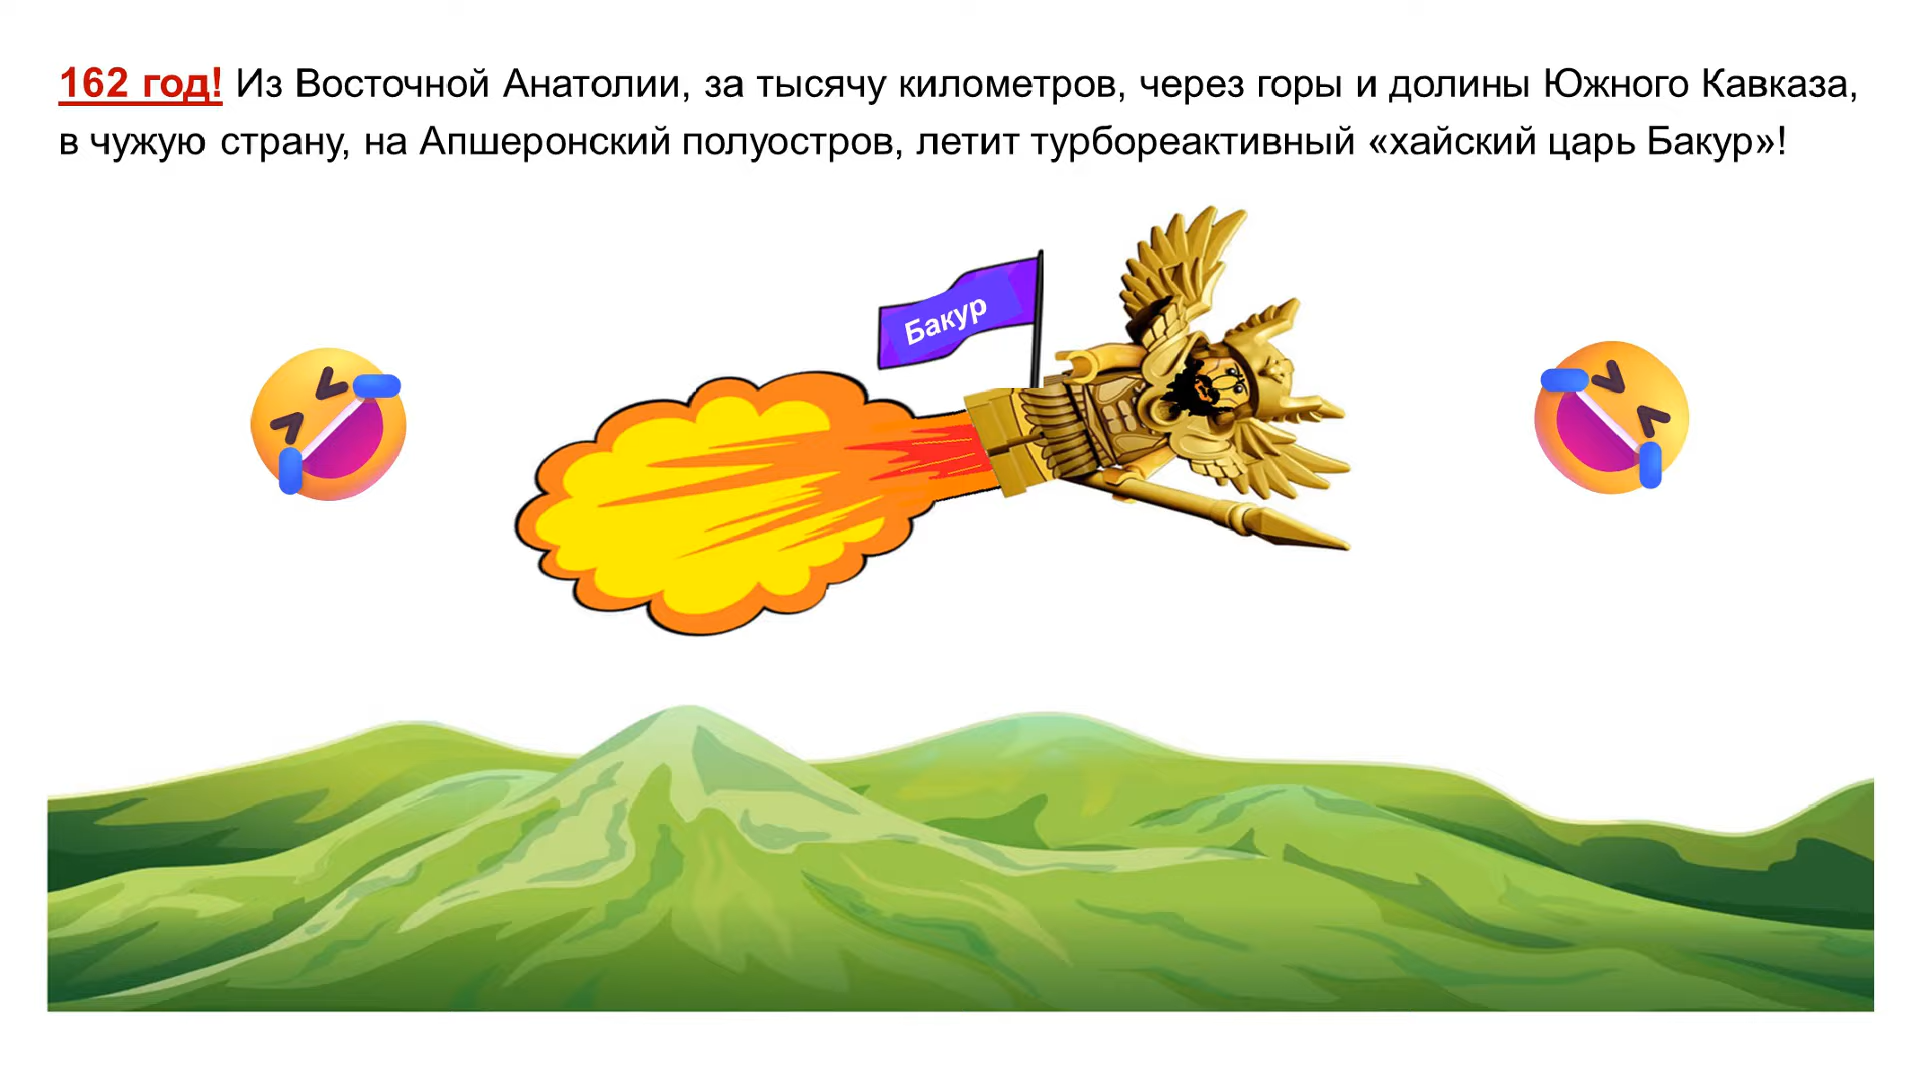 162 год! Из Восточной Анатолии, за тысячу километров, через горы и долины Южного Кавказа,
в чужую страну, на Апшеронский полуостров, летит турбореактивный «хайский царь Бакур»!
Бакур